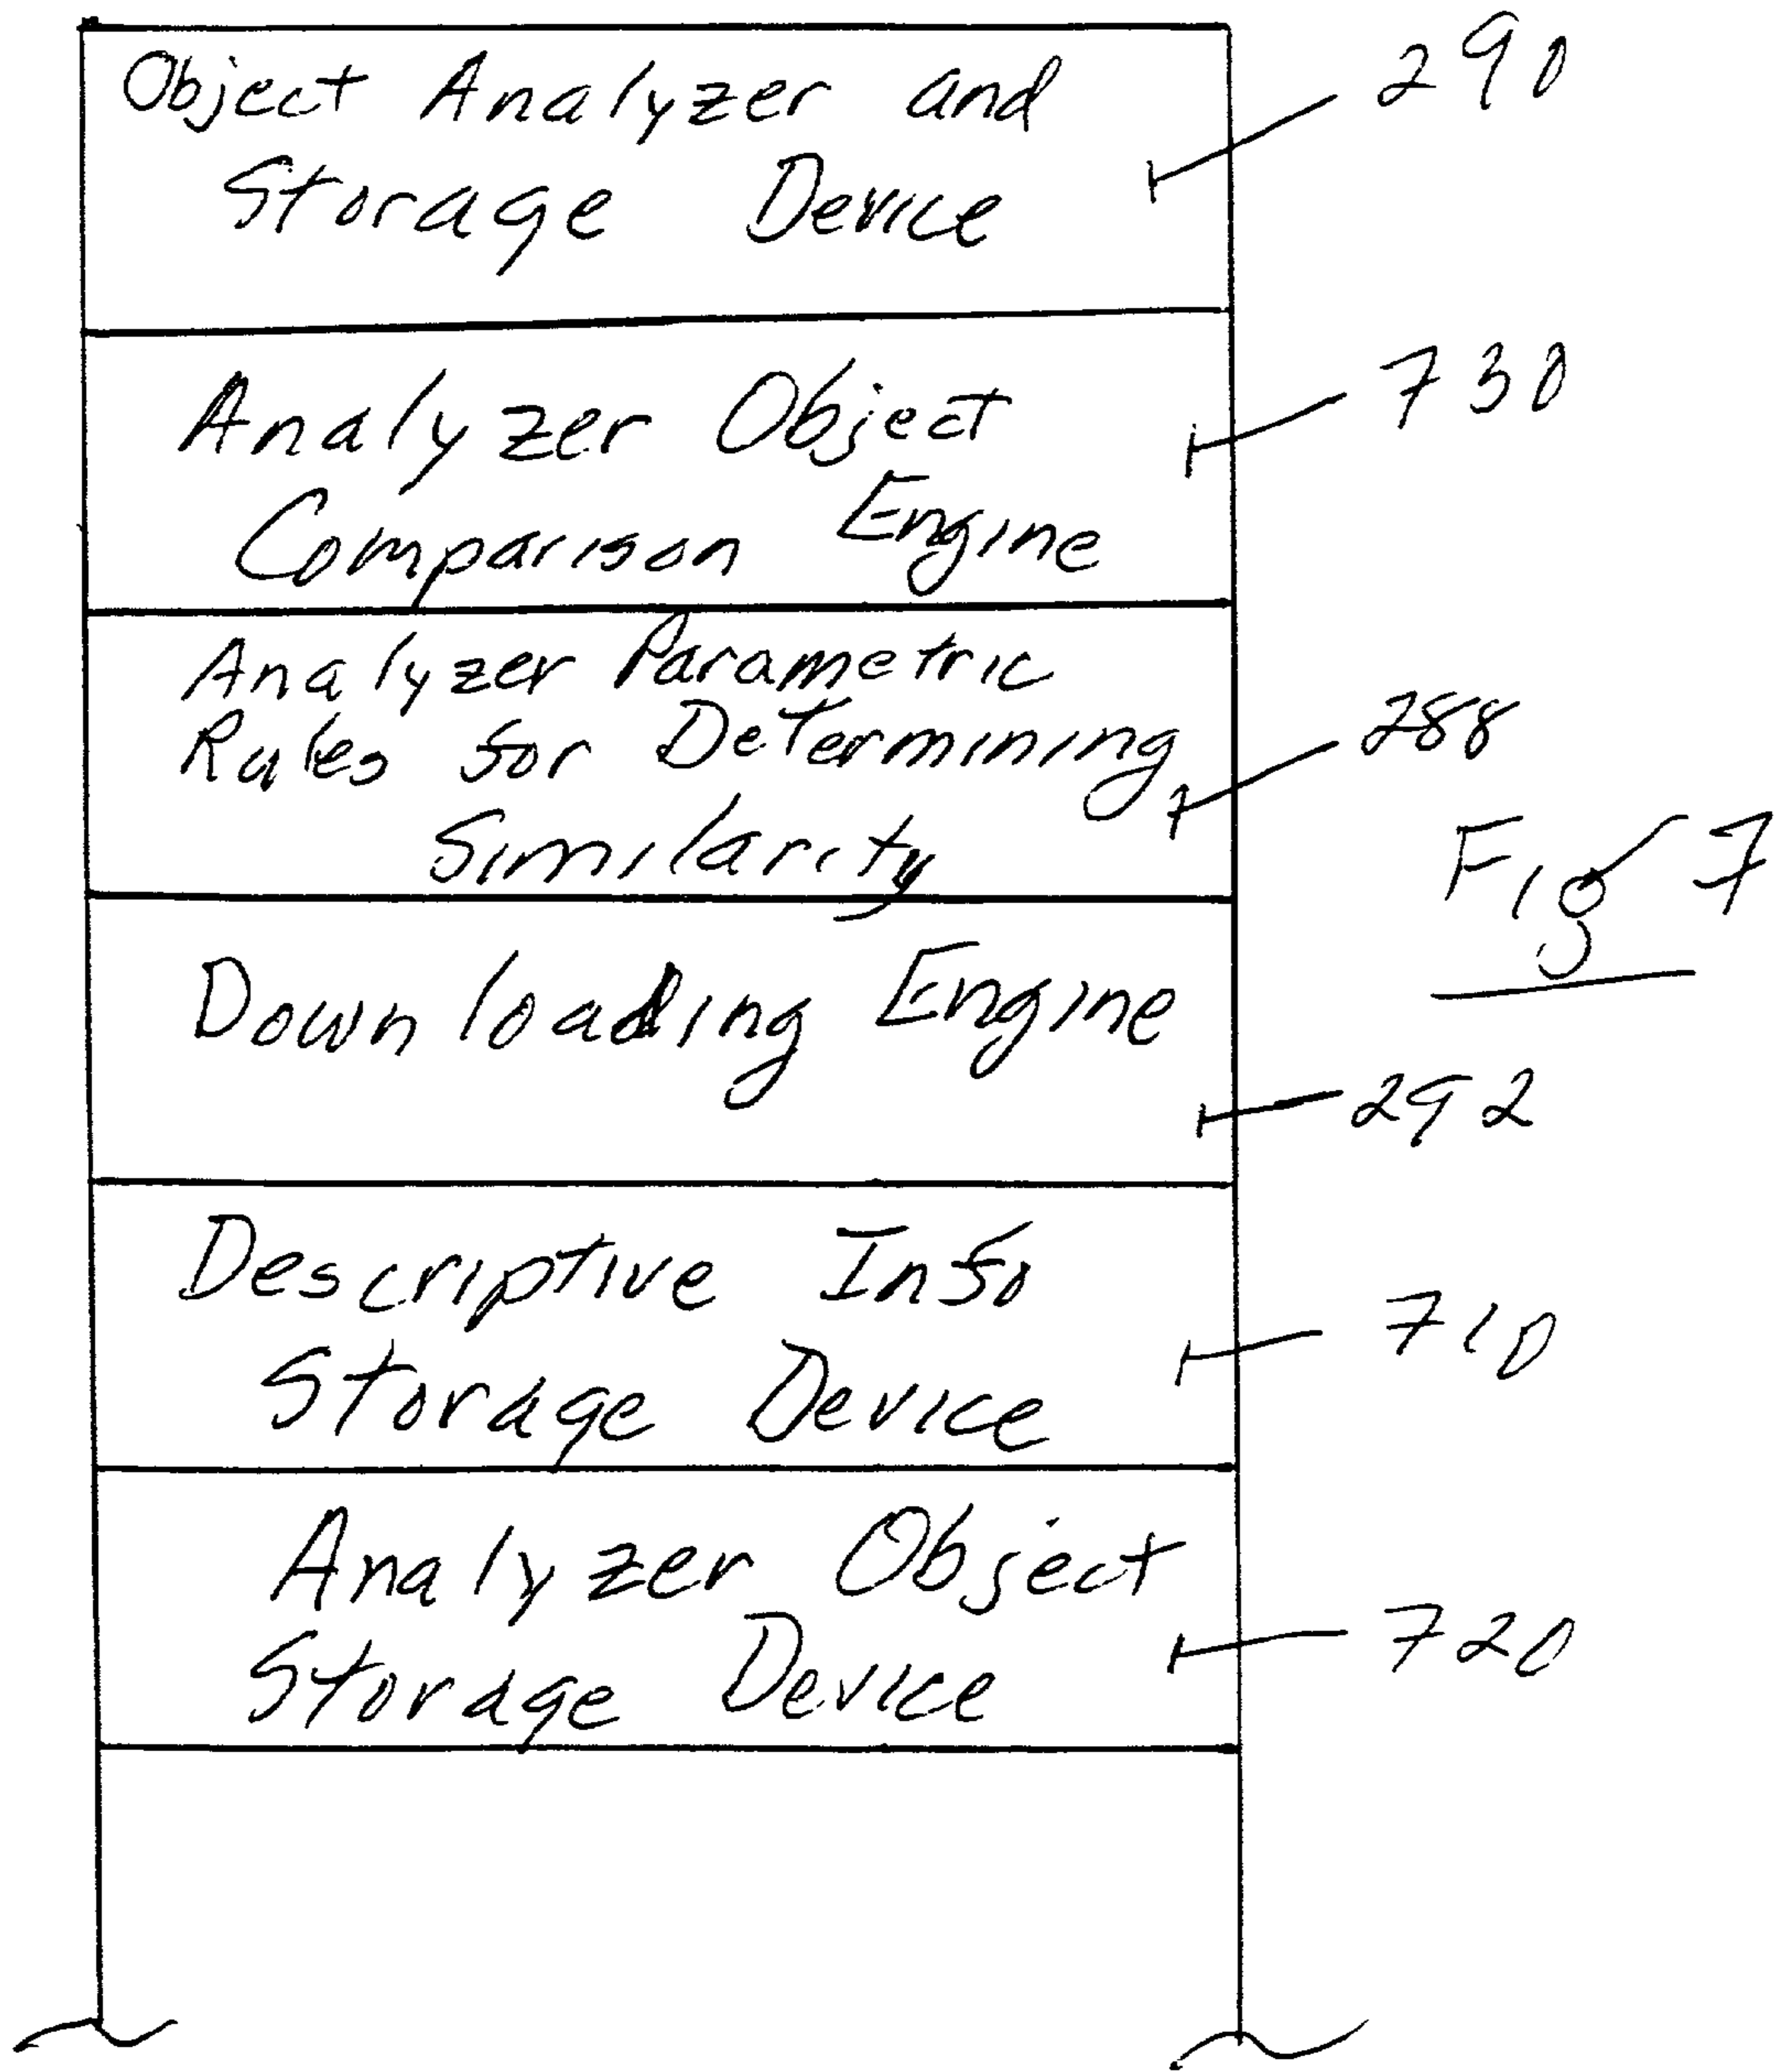 Object Analyzer and
Storage Device
290
Analyzer Object
Comparison Engine
730
Analyzer Parametric
Rules for Determining
Similarity
288
Fig 7
Downloading Engine
292
Descriptive Info
Storage Device
710
Analyzer Object
Storage Device
720